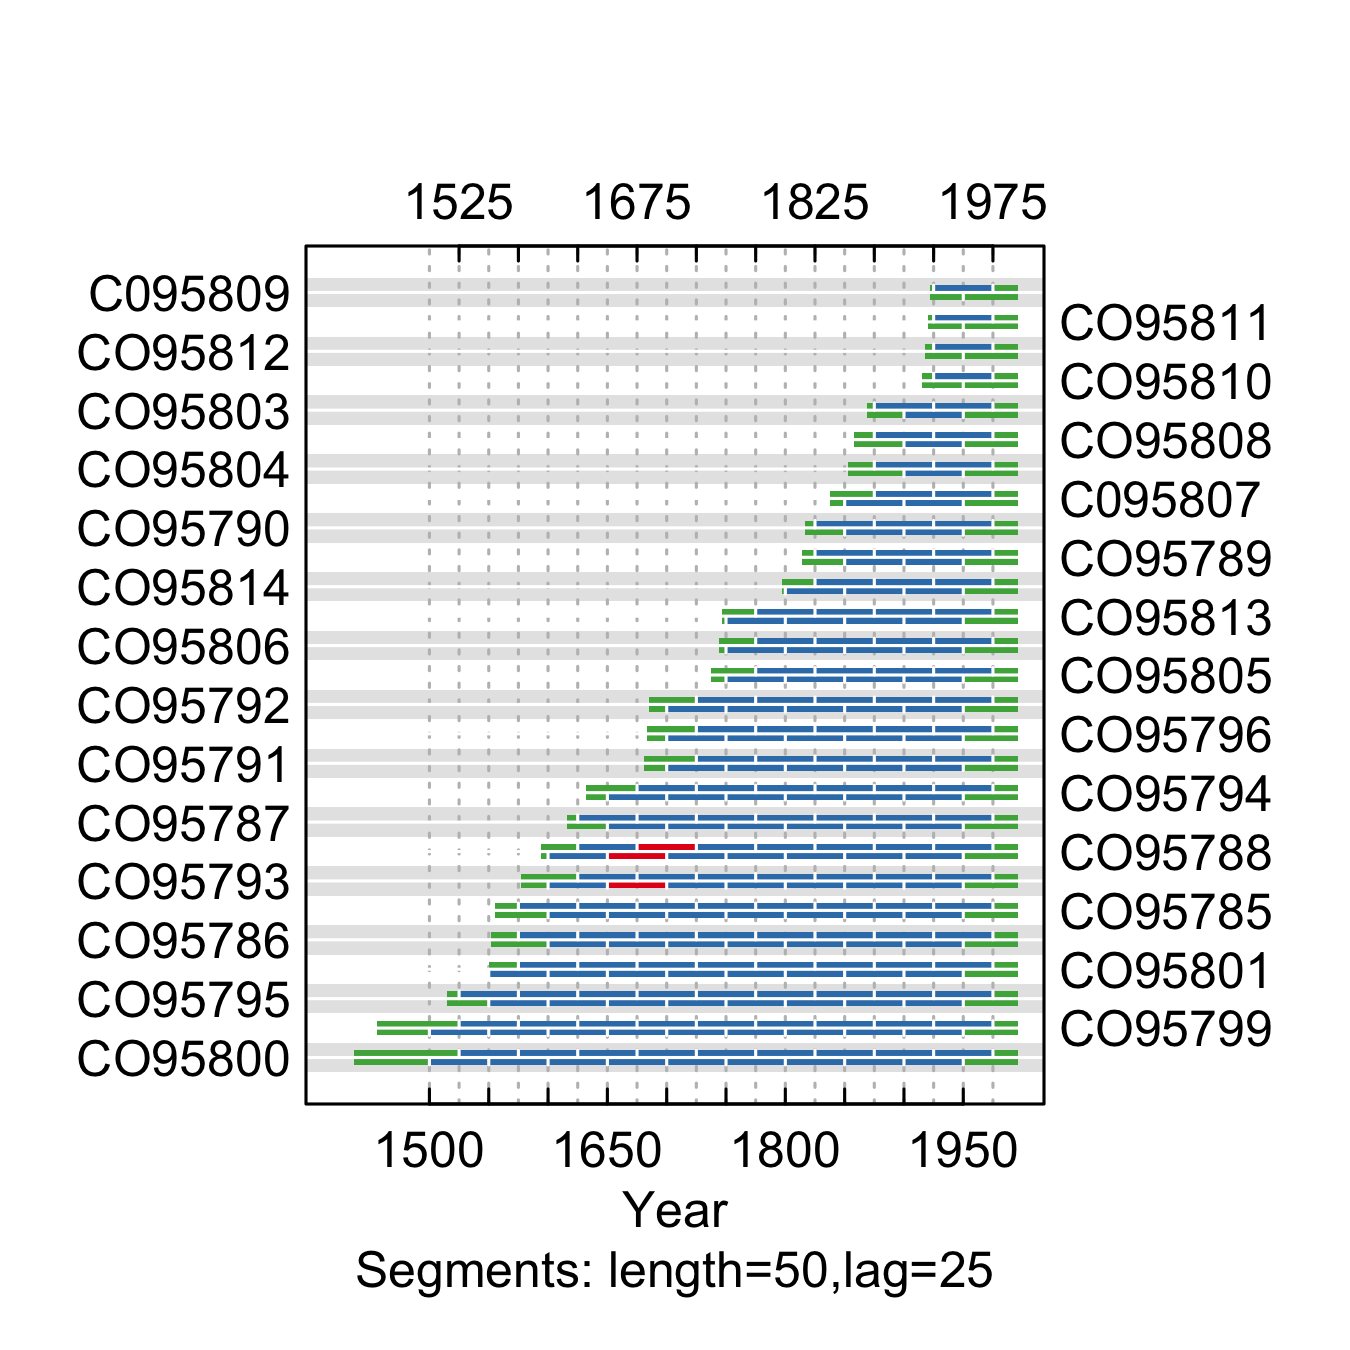 1525 1675 1825 1975
C095809
CO95811
CO95812
CO95810
CO95803
CO95808
CO95804
C095807
CO95790
CO95789
CO95814
CO95813
CO95806
CO95805
CO95792
CO95796
CO95791
CO95794
CO95787
CO95788
CO95793
CO95785
CO95786
CO95801
CO95795
CO95799
CO95800
1500 1650 1800 1950
Year
Segments: length=50,lag=25